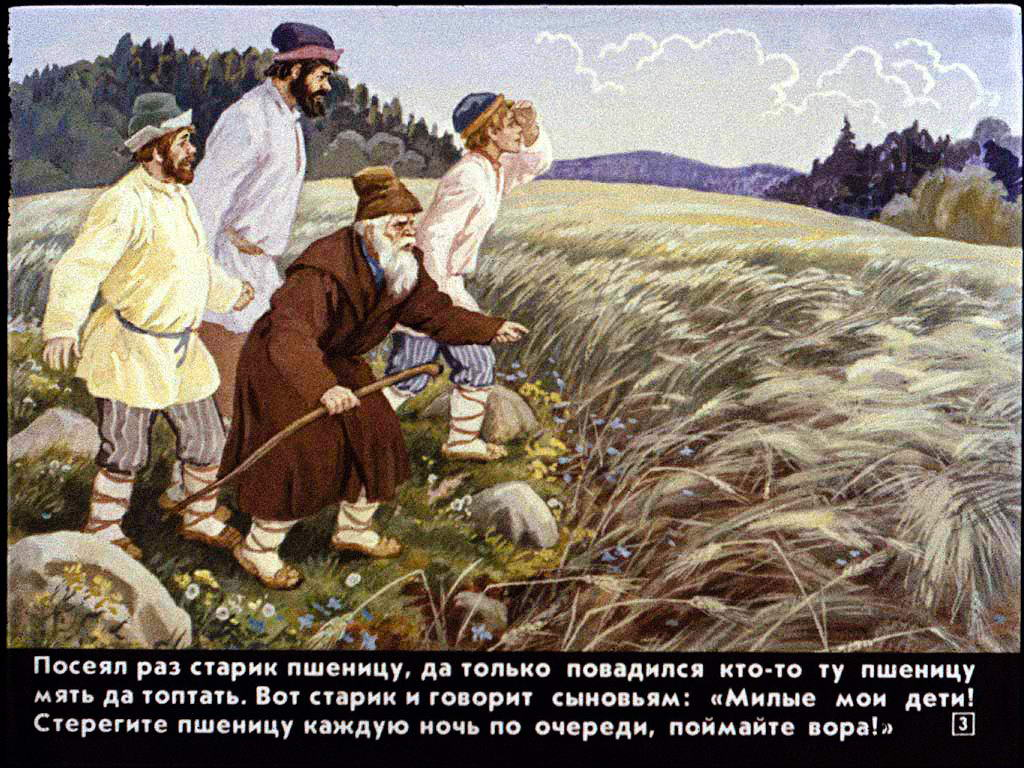 Посеял раз старик пшеницу, да только повадился кто-то ту пшеницу
мять да топтать. Вот старик и говорит сыновьям: «Милые мои дети!
Стерегите пшеницу каждую ночь по очереди, поймайте вора!»
3